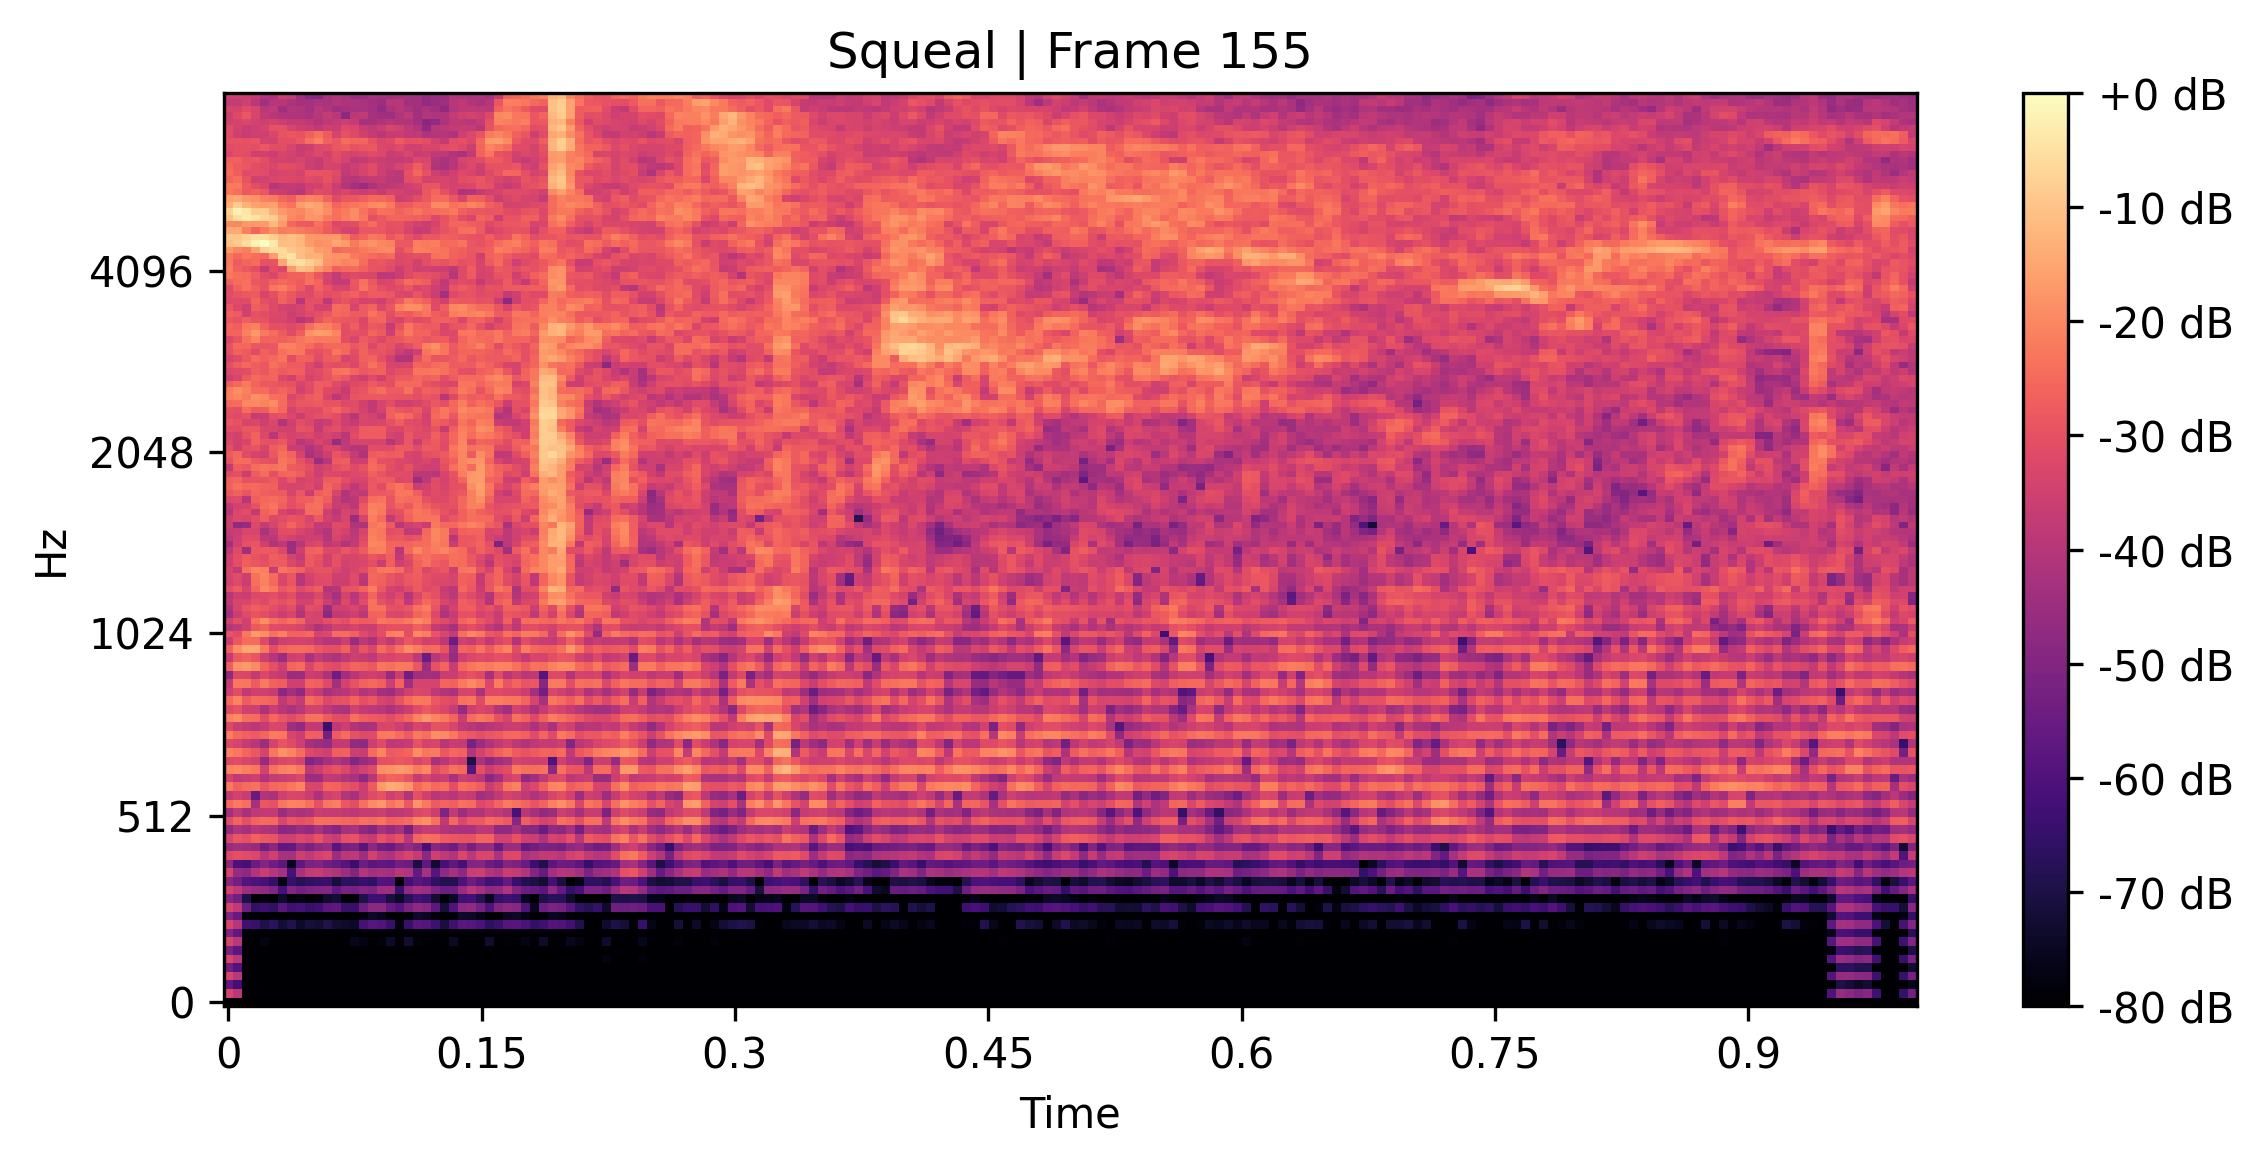 Squeal | Frame 155
+0 dB
-10 dB
-20 dB
-30 dB
-40 dB
-50 dB
-60 dB
-70 dB
-80 dB
Hz
4096
2048
1024
512
0
0 0.15 0.3 0.45 0.6 0.75 0.9
Time